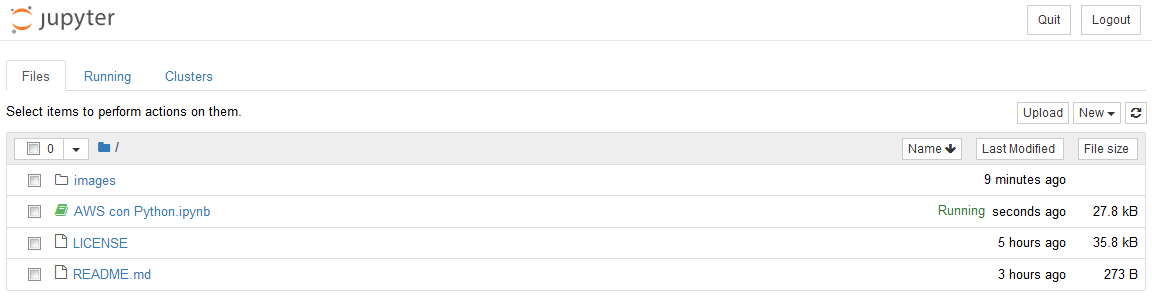 jupyter Quit Logout
Files Running Clusters
Select items to perform actions on them. Upload New
0 / Name Last Modified File size
images 9 minutes ago
AWS con Python.ipynb Running seconds ago 27.8 kB
LICENSE 5 hours ago 35.8 kB
README.md 3 hours ago 273 B